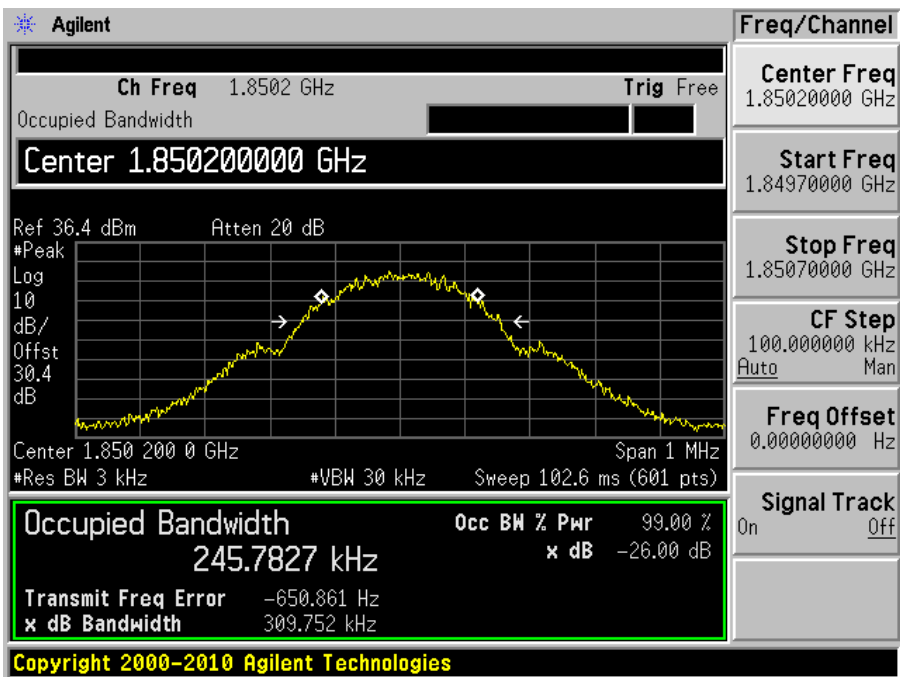 Agilent
Freq/Channel
Ch Freq 1.8502 GHz Trig Free
Occupied Bandwidth
Center 1.850200000 GHz
Ref 36.4 dBm Atten 20 dB
#Peak
Log
10
dB/
Offst
30.4
dB
Center 1.850 200 0 GHz Span 1 MHz
#Res BW 3 kHz #VBW 30 kHz Sweep 102.6 ms (601 pts)
Occupied Bandwidth
245.7827 kHz
Occ BW % Pwr 99.00 %
x dB -26.00 dB
Transmit Freq Error -650.861 Hz
x dB Bandwidth 309.752 kHz
Copyright 2000-2010 Agilent Technologies
Center Freq
1.85020000 GHz
Start Freq
1.84970000 GHz
Stop Freq
1.85070000 GHz
CF Step
100.000000 kHz
Auto Man
Freq Offset
0.00000000 Hz
Signal Track
On Off